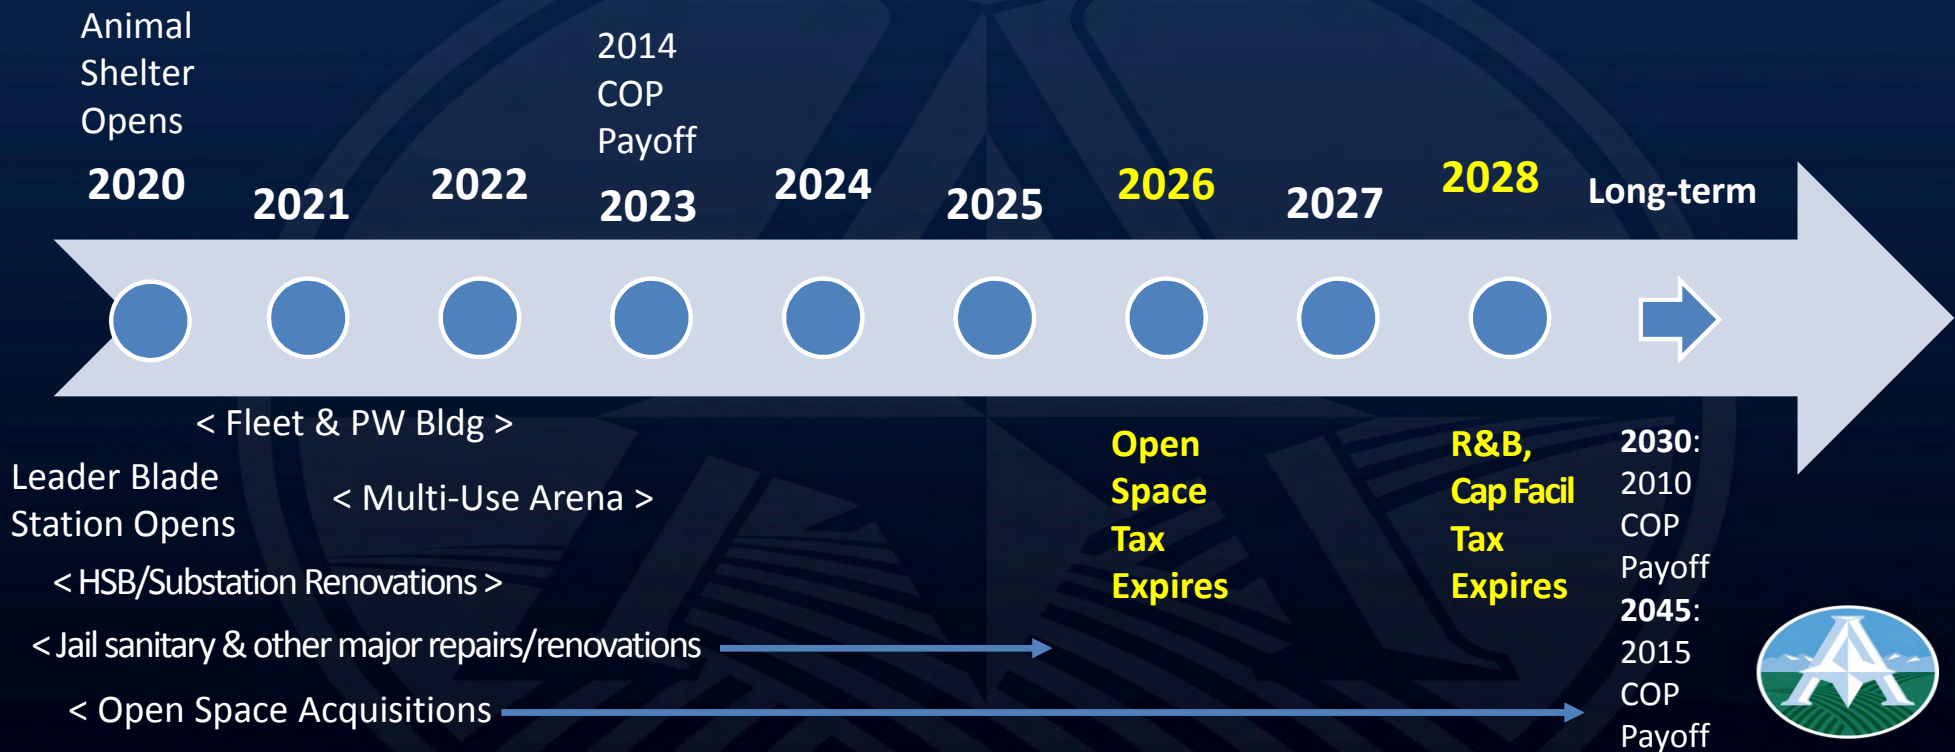 Animal
Shelter
Opens
2014
COP
Payoff
2020
2021
2022
2023
2024
2025
2026
2027
2028
Long-term
< Fleet & PW Bldg >
Leader Blade
Station Opens
< Multi-Use Arena >
< HSB/Substation Renovations >
< Jail sanitary & other major repairs/renovations
< Open Space Acquisitions
Open
Space
Tax
Expires
R&B,
Cap Facil
Tax
Expires
2030:
2010
COP
Payoff
2045:
2015
COP
Payoff